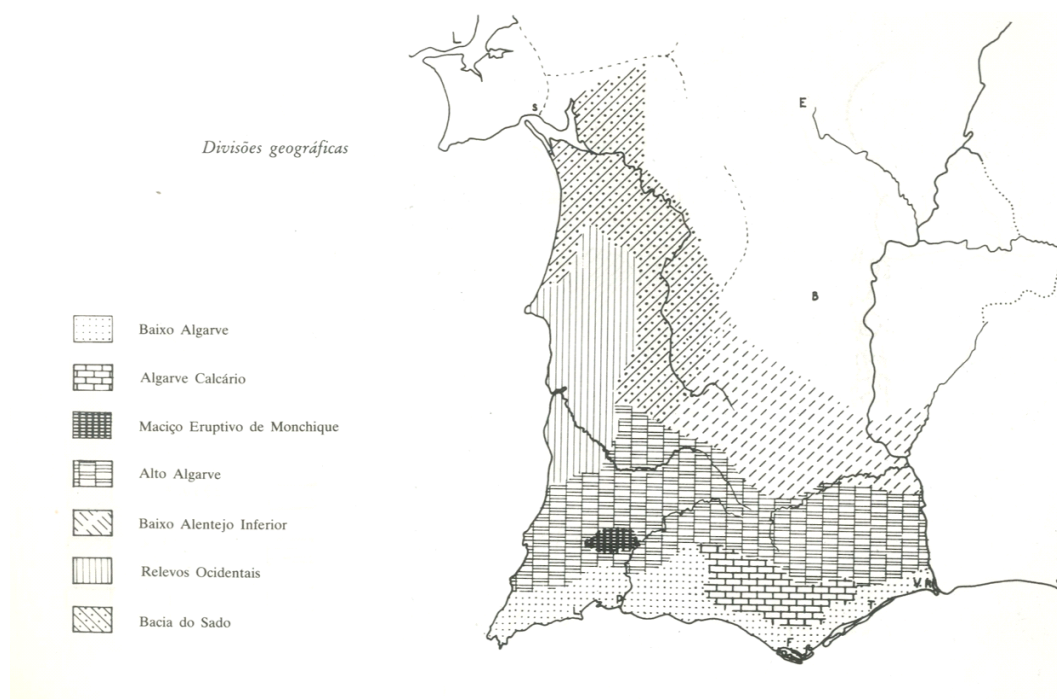 L
S
E
Divisões geográficas
B
Baixo Algarve
Algarve Calcário
Maciço Eruptivo de Monchique
Alto Algarve
Baixo Alentejo Inferior
Relevos Ocidentais
Bacia do Sado
L
P
F
T
V.